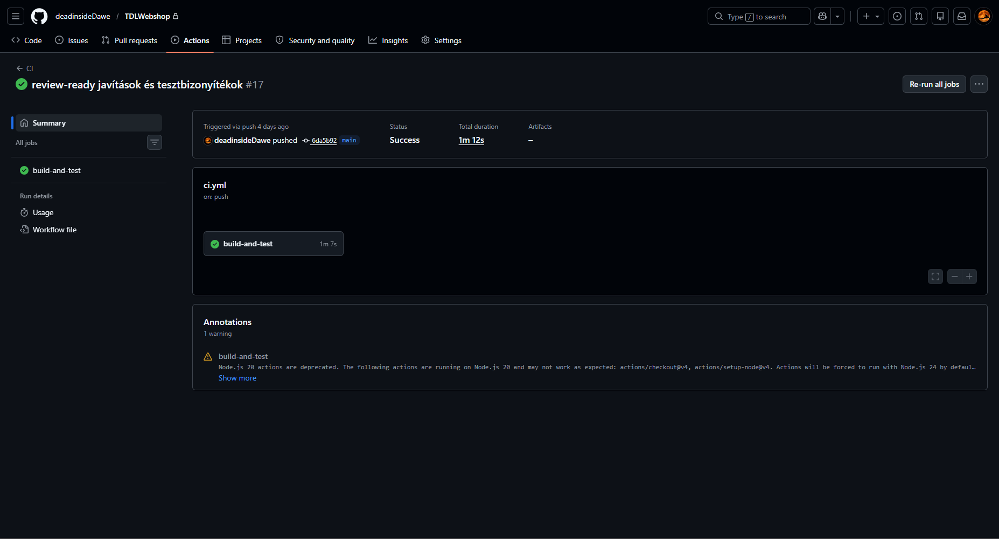 deadinsideDawe / TDLWebshop
Type / to search
Code
Issues
Pull requests
Actions
Projects
Security and quality
Insights
Settings
CI
review-ready javítások és tesztbizonyítékok #17
Re-run all jobs
Summary
All jobs
build-and-test
Run details
Usage
Workflow file
Triggered via push 4 days ago
deadinsideDawe pushed 6da5b92 main
Status
Success
Total duration
1m 12s
Artifacts
–
ci.yml
on: push
build-and-test 1m 7s
Annotations
1 warning
build-and-test
Node.js 20 actions are deprecated. The following actions are running on Node.js 20 and may not work as expected: actions/checkout@v4, actions/setup-node@v4. Actions will be forced to run with Node.js 24 by defaul…
Show more